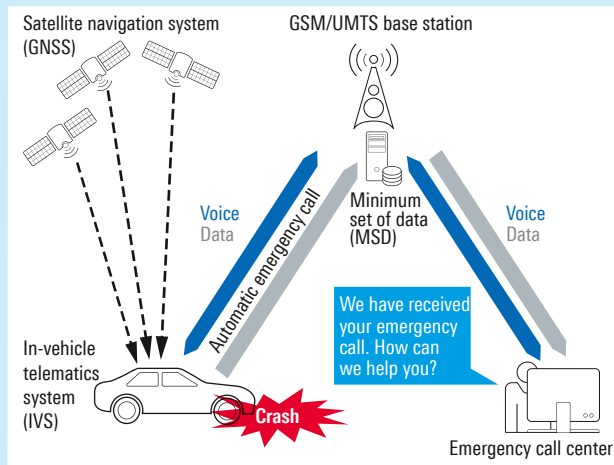 Satellite navigation system
(GNSS)
GSM/UMTS base station
Voice
Data
Automatic emergency call
Minimum
set of data
(MSD)
Voice
Data
We have received
your emergency
call. How can
we help you?
In-vehicle
telematics
system
(IVS)
Crash
Emergency call center